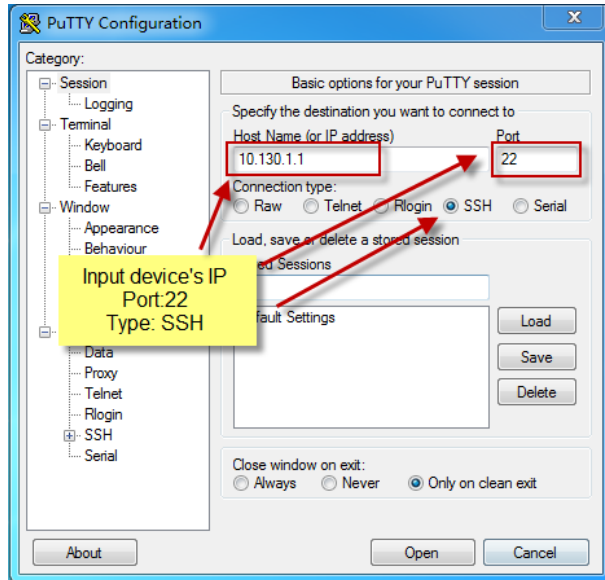 PuTTY Configuration
Category:
Session
Logging
Terminal
Keyboard
Bell
Features
Window
Appearance
Behaviour
Data
Proxy
Telnet
Rlogin
SSH
Serial
Basic options for your PuTTY session
Specify the destination you want to connect to
Host Name (or IP address) Port
10.130.1.1 22
Connection type:
Raw Telnet Rlogin SSH Serial
Load, save or delete a stored session
Sessions
Settings
Load
Save
Delete
Input device's IP
Port:22
Type: SSH
Close window on exit:
Always Never Only on clean exit
About Open Cancel